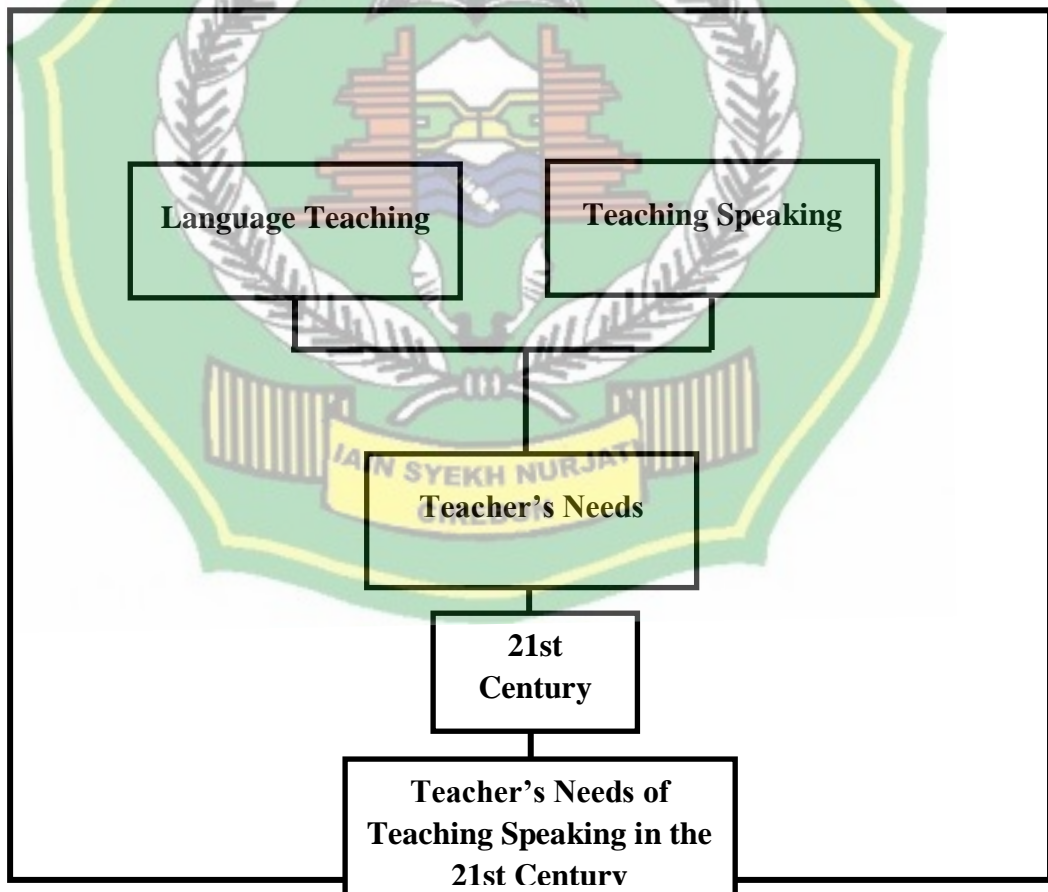 Language Teaching
Teaching Speaking
IAIN SYEKH NURJATI
CIREBON
Teacher’s Needs
21st
Century
Teacher’s Needs of
Teaching Speaking in the
21st Century